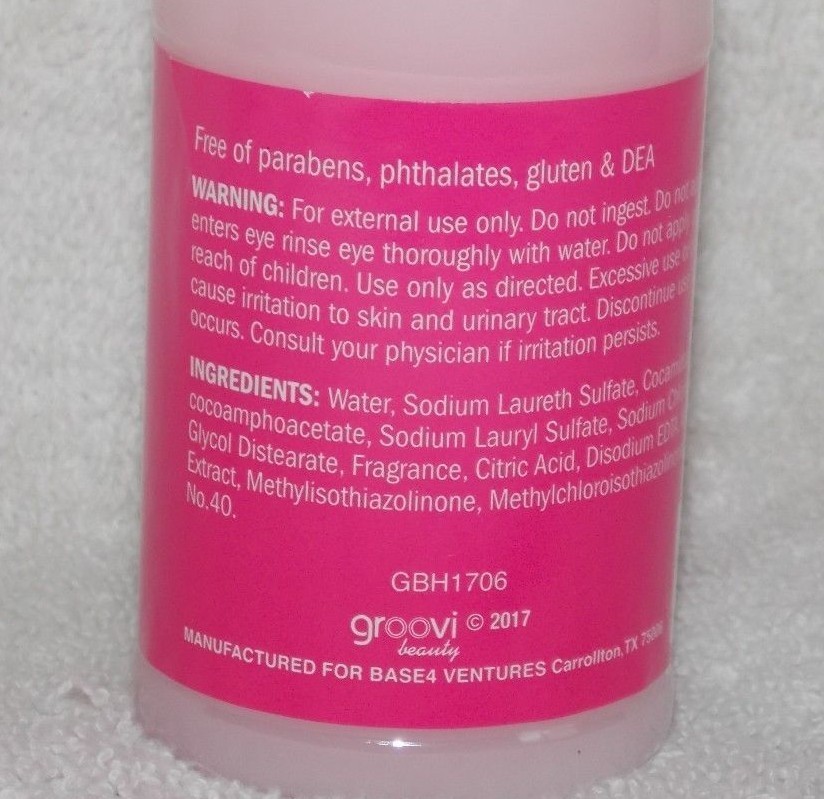 Free of parabens, phthalates, gluten & DEA
WARNING: For external use only. Do not ingest. Do not
enters eye rinse eye thoroughly with water. Do not
reach of children. Use only as directed. Excessive use
cause irritation to skin and urinary tract. Discontinue
occurs. Consult your physician if irritation persists.
INGREDIENTS: Water, Sodium Laureth Sulfate,
cocoamphoacetate, Sodium Lauryl Sulfate, Sodium
Glycol Distearate, Fragrance, Citric Acid, Disodium
Extract, Methylisothiazolinone,
No.40.
GBH1706
groovi © 2017
beauty
MANUFACTURED FOR BASE4 VENTURES Carrollton, TX